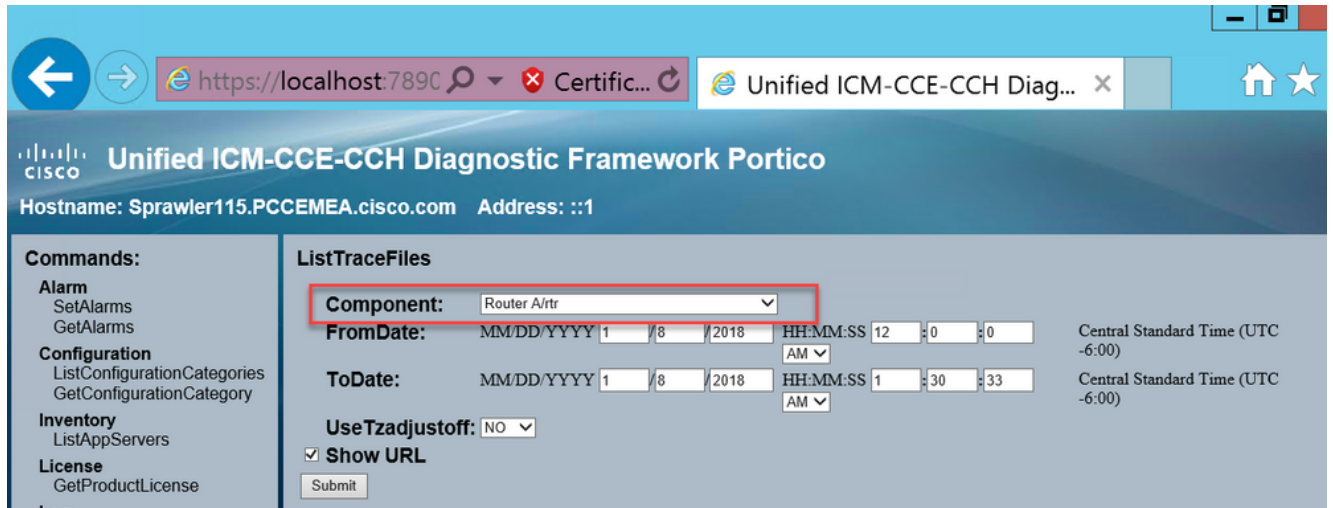 https://localhost:7890 Certific... Unified ICM-CCE-CCH Diag...
CISCO Unified ICM-CCE-CCH Diagnostic Framework Portico
Hostname: Sprawler115.PCCEMEA.cisco.com Address: ::1
Commands:
Alarm
SetAlarms
GetAlarms
Configuration
ListConfigurationCategories
GetConfigurationCategory
Inventory
ListAppServers
License
GetProductLicense
ListTraceFiles
Component: Router A/rtr
FromDate: MM/DD/YYYY 1 /8 /2018 HH:MM:SS 12 :0 :0 Central Standard Time (UTC
AM -6:00)
ToDate: MM/DD/YYYY 1 /8 /2018 HH:MM:SS 1 :30 :33 Central Standard Time (UTC
AM -6:00)
UseTzadjustoff: NO
Show URL
Submit